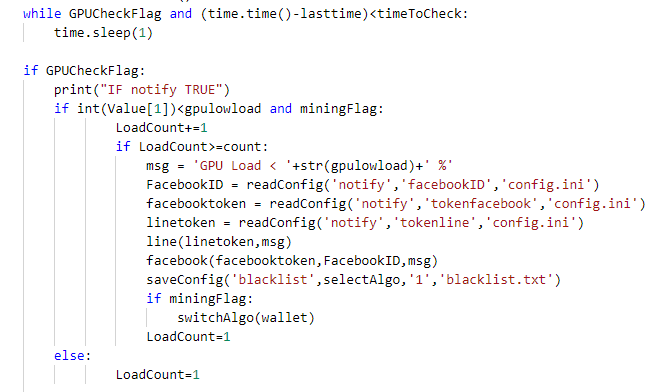 while GPUCheckFlag and (time.time()-lasttime)<timeToCheck:
    time.sleep(1)
if GPUCheckFlag:
    print("IF notify TRUE")
    if int(Value[1])<gpulowload and miningFlag:
            LoadCount+=1
            if LoadCount>=count:
                msg = 'GPU Load < '+str(gpulowload)+' %'
                FacebookID = readConfig('notify','facebookID','config.ini')
                facebooktoken = readConfig('notify','tokenfacebook','config.ini')
                linetoken = readConfig('notify','tokenline','config.ini')
                line(linetoken,msg)
                facebook(facebooktoken,FacebookID,msg)
                saveConfig('blacklist',selectAlgo,'1','blacklist.txt')
                if miningFlag:
                    switchAlgo(wallet)
                LoadCount=1
    else:
            LoadCount=1